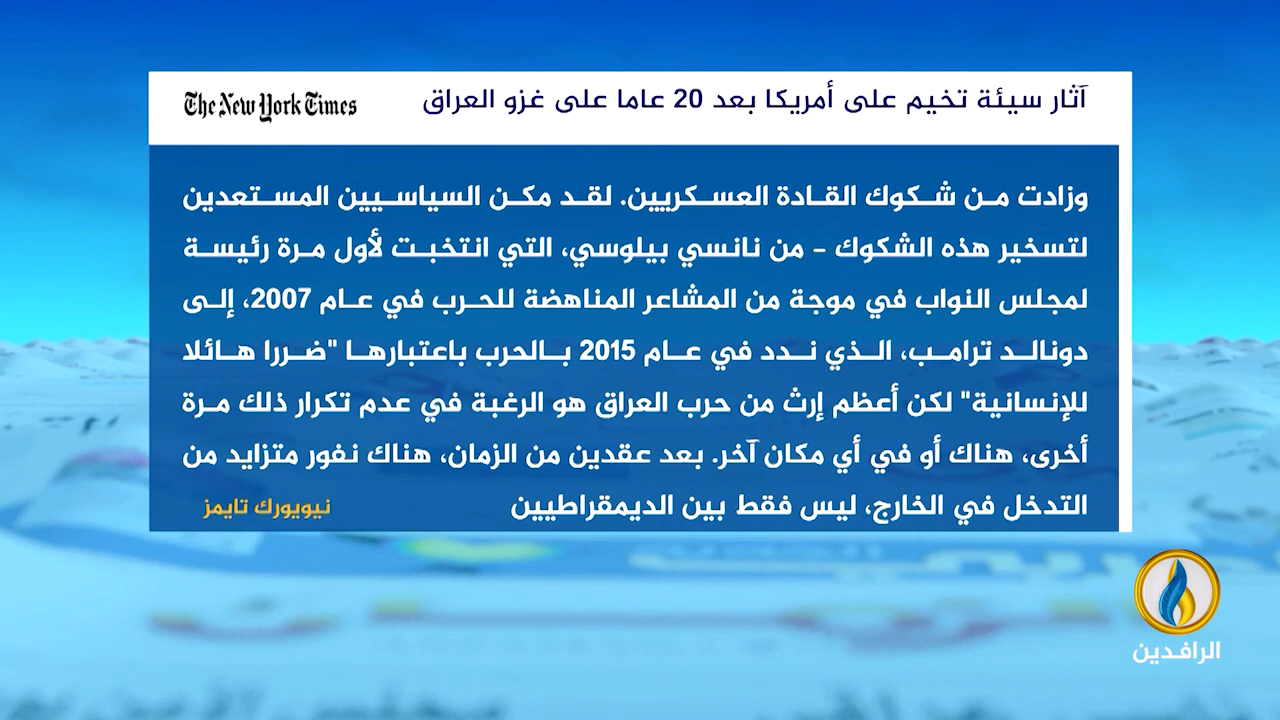 آثار سيئة تخيم على أمريكا بعد 20 عاما على غزو العراق
The New York Times
وزادت من شكوك القادة العسكريين. لقد مكن السياسيين المستعدين
لتسخير هذه الشكوك – من نانسي بيلوسي، التي انتخبت لأول مرة رئيسة
لمجلس النواب في موجة من المشاعر المناهضة للحرب في عام 2007، إلى
دونالد ترامب، الذي ندد في عام 2015 بالحرب باعتبارها "ضررا هائلا
للإنسانية" لكن أعظم إرث من حرب العراق هو الرغبة في عدم تكرار ذلك مرة
أخرى، هناك أو في أي مكان آخر. بعد عقدين من الزمان، هناك نفور متزايد من
التدخل في الخارج، ليس فقط بين الديمقراطيين
نيويورك تايمز
الرافدين